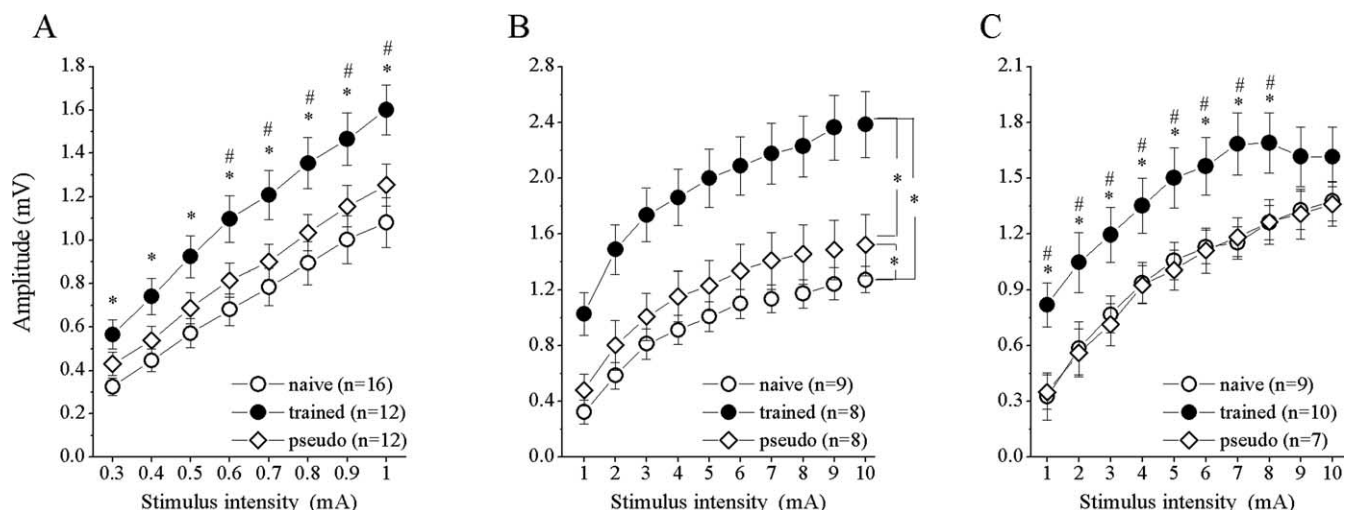 A
B
C
Amplitude (mV)
1.8
1.6
1.4
1.2
1.0
0.8
0.6
0.4
0.2
0.0
# # # # #
* * * * * * * *
naive (n=16)
trained (n=12)
pseudo (n=12)
0.3 0.4 0.5 0.6 0.7 0.8 0.9 1
Stimulus intensity (mA)
2.8
2.4
2.0
1.6
1.2
0.8
0.4
0.0
*
*
*
naive (n=9)
trained (n=8)
pseudo (n=8)
1 2 3 4 5 6 7 8 9 10
Stimulus intensity (mA)
2.1
1.8
1.5
1.2
0.9
0.6
0.3
0.0
# # # # # # # #
* * * * * * * *
naive (n=9)
trained (n=10)
pseudo (n=7)
1 2 3 4 5 6 7 8 9 10
Stimulus intensity (mA)